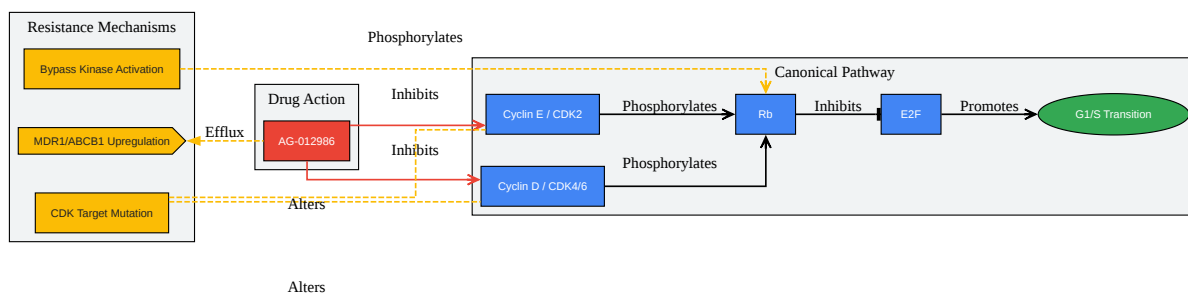 Resistance Mechanisms
Phosphorylates
Bypass Kinase Activation
Canonical Pathway
Drug Action
Inhibits
Cyclin E / CDK2
Phosphorylates
Rb
Inhibits
E2F
Promotes
G1/S Transition
MDR1/ABCB1 Upregulation
Efflux
AG-012986
Inhibits
Phosphorylates
Cyclin D / CDK4/6
CDK Target Mutation
Alters
Alters